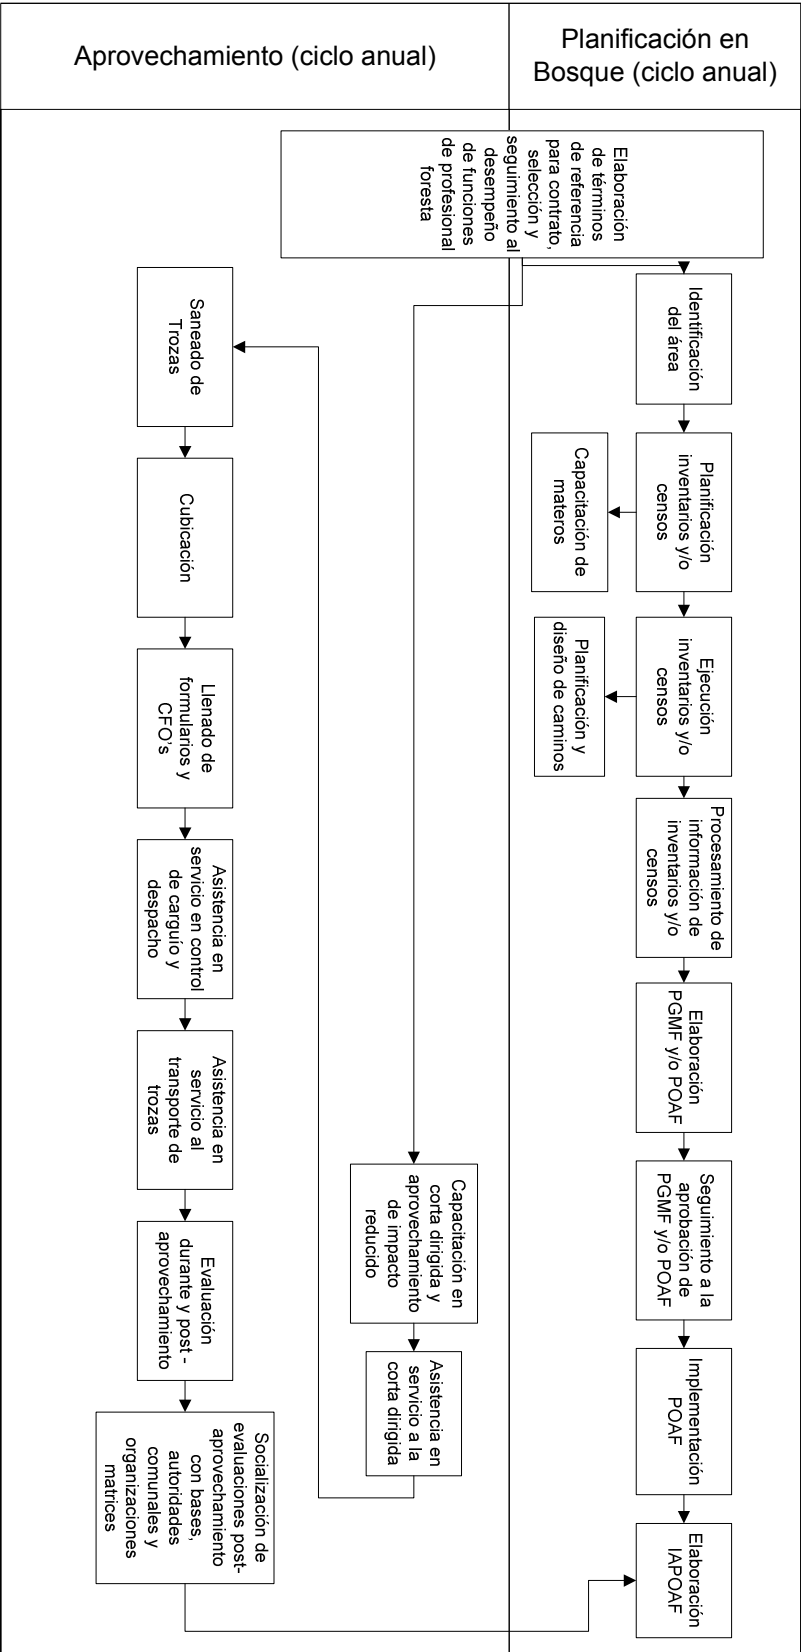 Aprovechamiento (ciclo anual)
Planificación en
Bosque (ciclo anual)
Elaboración
de términos
de referencia
para contrato,
selección y
seguimiento al
desempeño
de funciones
de profesional
foresta
Identificación
del área
Planificación
inventarios y/o
censos
Capacitación de
materos
Ejecución
inventarios y/o
censos
Planificación y
diseño de caminos
Procesamiento de
información de
inventarios y/o
censos
Elaboración
PGMF y/o POAF
Seguimiento a la
aprobación de
PGMF y/o POAF
Implementación
POAF
Elaboración
IAPOAF
Capacitación en
corta dirigida y
aprovechamiento
de impacto
reducido
Asistencia en
servicio a la
corta dirigida
Saneado de
Trozas
Cubicación
Llenado de
formularios y
CFO's
Asistencia en
servicio en control
de carguío y
despacho
Asistencia en
servicio al
transporte de
trozas
Evaluación
durante y post -
aprovechamiento
Socialización de
evaluaciones post-
aprovechamiento
con bases,
autoridades
comunales y
organizaciones
matrices